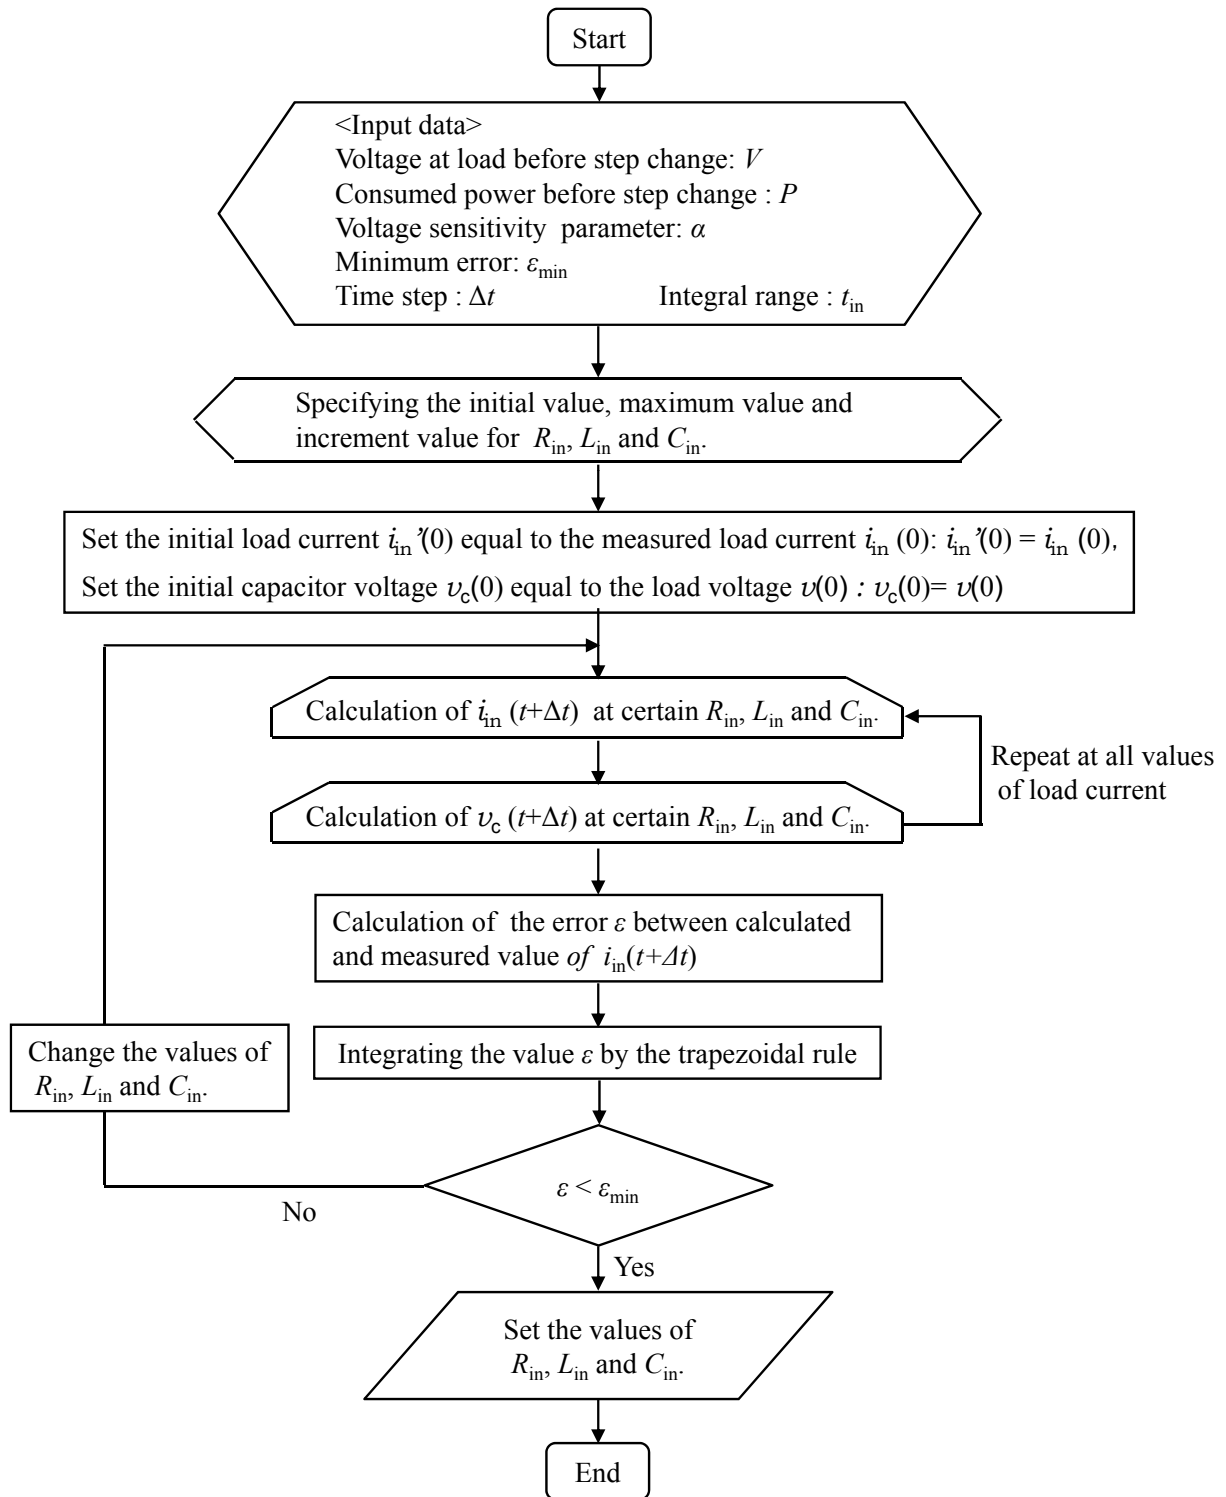 Start
<Input data>
Voltage at load before step change: V
Consumed power before step change : P
Voltage sensitivity parameter: α
Minimum error: εmin
Time step : Δt Integral range : tin
Specifying the initial value, maximum value and
increment value for Rin, Lin and Cin.
Set the initial load current iin’(0) equal to the measured load current iin (0): iin’(0) = iin (0),
Set the initial capacitor voltage vc(0) equal to the load voltage v(0) : vc(0)= v(0)
Calculation of iin (t+Δt) at certain Rin, Lin and Cin.
Repeat at all values
of load current
Calculation of vc (t+Δt) at certain Rin, Lin and Cin.
Calculation of the error ε between calculated
and measured value of iin(t+Δt)
Change the values of
Rin, Lin and Cin.
Integrating the value ε by the trapezoidal rule
ε < εmin
No
Yes
Set the values of
Rin, Lin and Cin.
End